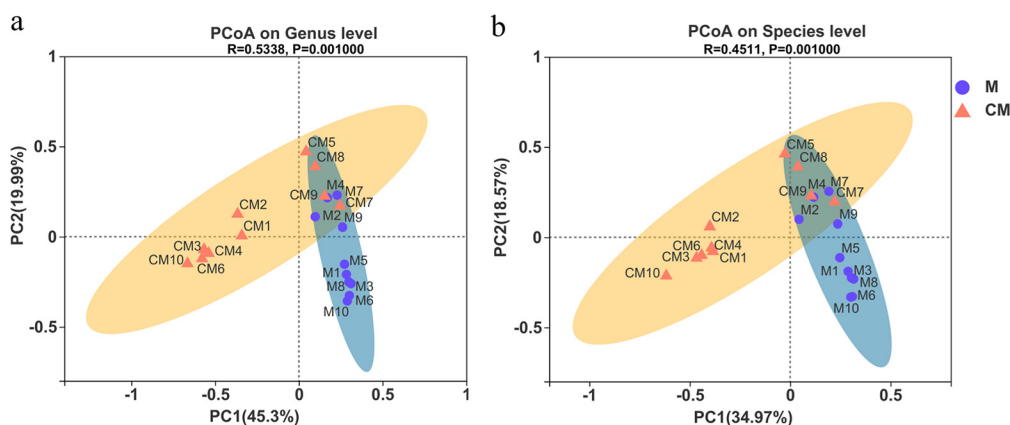 a
PCoA on Genus level
R=0.5338, P=0.001000
PC2(19.99%)
1
0.5
0
-0.5
CM5
CM8
M4
M7
CM9
CM7
CM2
M2
M9
CM1
CM3
CM4
CM10
CM6
M5
M1
M8
M3
M6
M10
-1
-0.5
0
0.5
1
PC1(45.3%)
b
PCoA on Species level
R=0.4511, P=0.001000
PC2(18.57%)
1
0.5
0
-0.5
CM5
CM8
M4
M7
CM9
CM7
M2
M9
CM2
CM6
CM4
CM3
CM1
CM10
M5
M1
M3
M8
M6
M10
-1
-0.5
0
0.5
PC1(34.97%)
M
CM